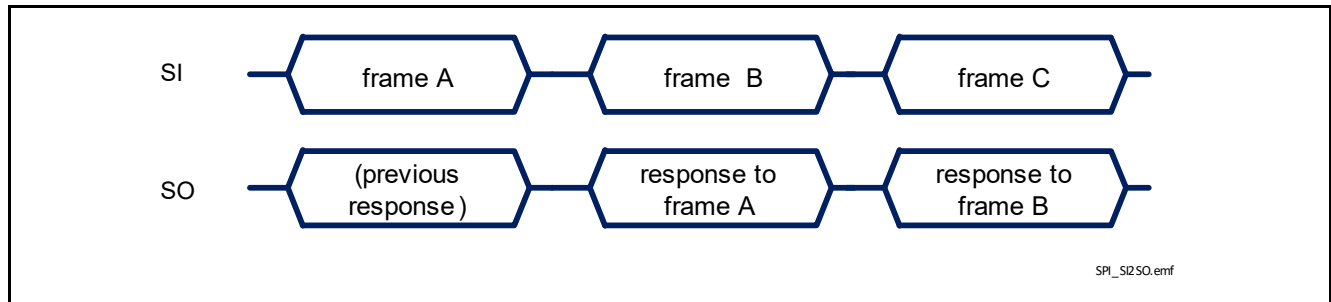 SI
frame A
frame B
frame C
SO
(previous
response)
response to
frame A
response to
frame B
SPI_SI2SO.emf